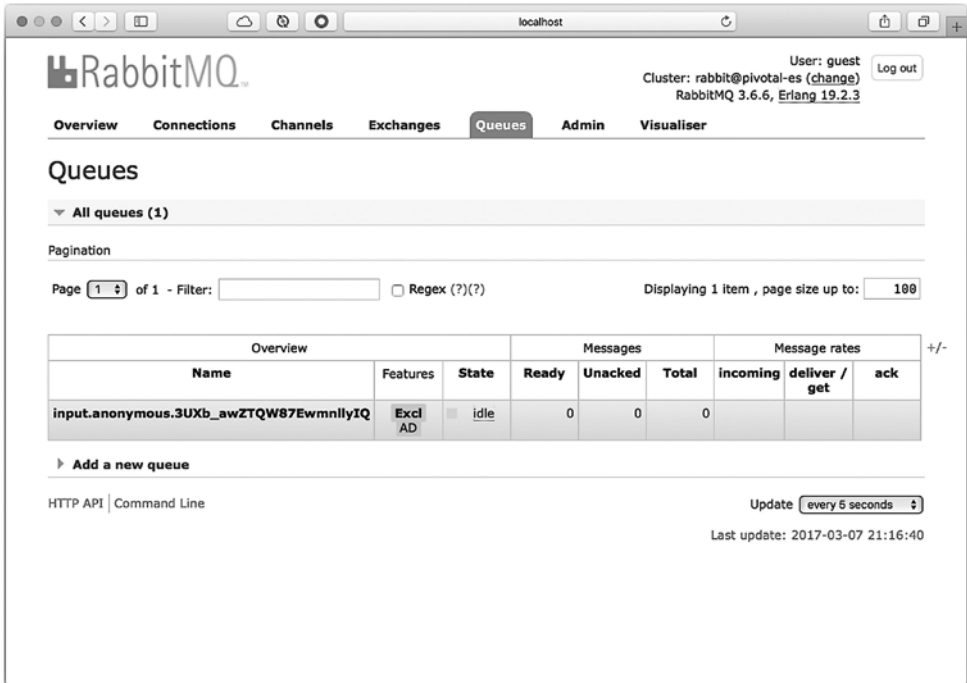 localhost
RabbitMQ™
User: guest
Cluster: rabbit@pivotal-es (change)
RabbitMQ 3.6.6, Erlang 19.2.3
Log out
Overview Connections Channels Exchanges Queues Admin Visualiser
Queues
All queues (1)
Pagination
Page 1 of 1 - Filter: Regex (?)(?) Displaying 1 item , page size up to: 100
Overview Messages Message rates +/-
Name Features State Ready Unacked Total incoming deliver / get ack
input.anonymous.3UXb_awZTQW87EwmnllyIQ Excl AD idle 0 0 0
Add a new queue
HTTP API Command Line Update every 5 seconds
Last update: 2017-03-07 21:16:40